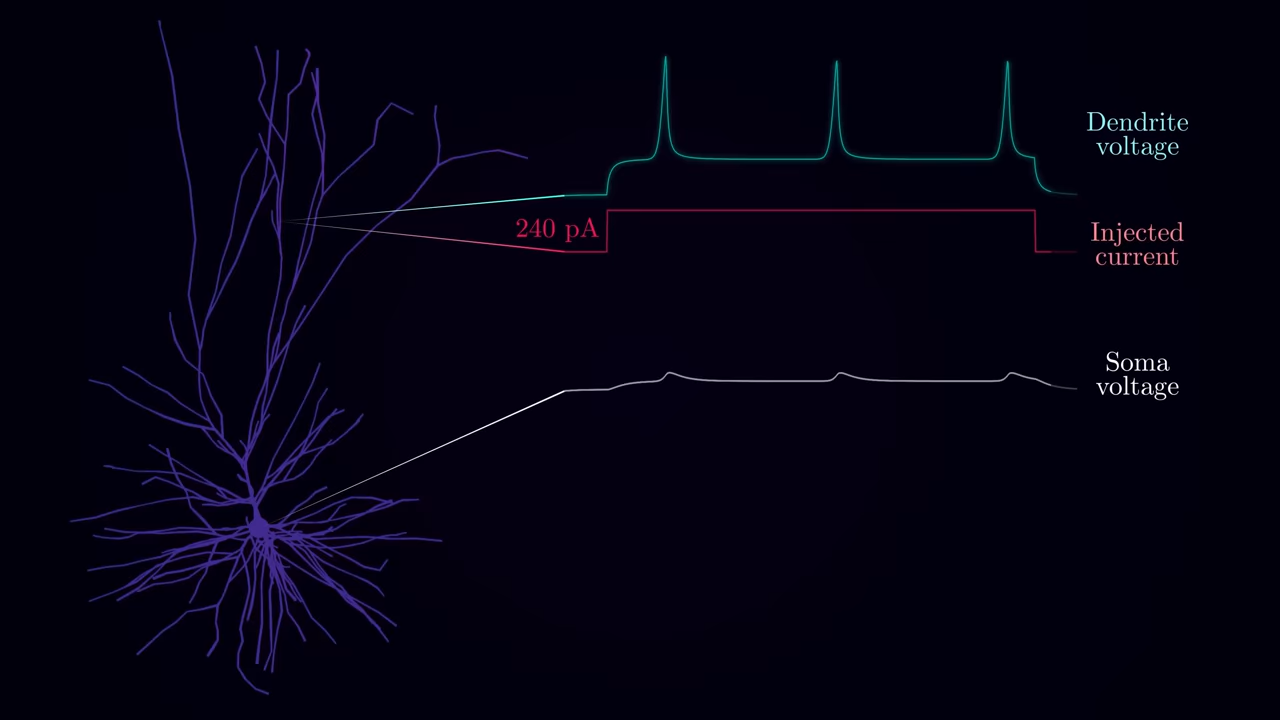 Dendrite
voltage
240 pA
Injected
current
Soma
voltage